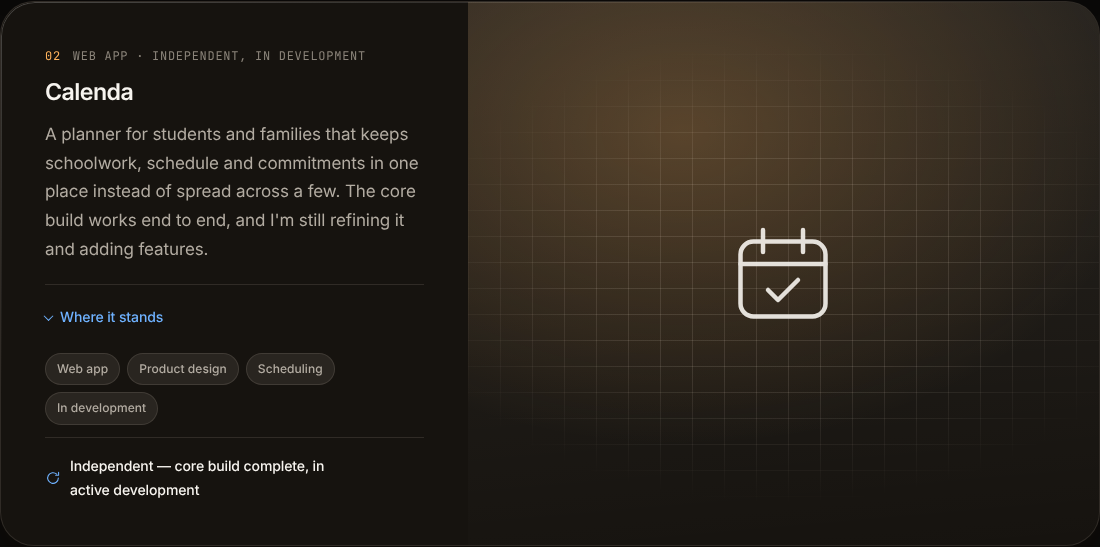 02 WEB APP · INDEPENDENT, IN DEVELOPMENT
Calenda
A planner for students and families that keeps
schoolwork, schedule and commitments in one
place instead of spread across a few. The core
build works end to end, and I'm still refining it
and adding features.
Where it stands
Web app Product design Scheduling
In development
Independent — core build complete, in
active development